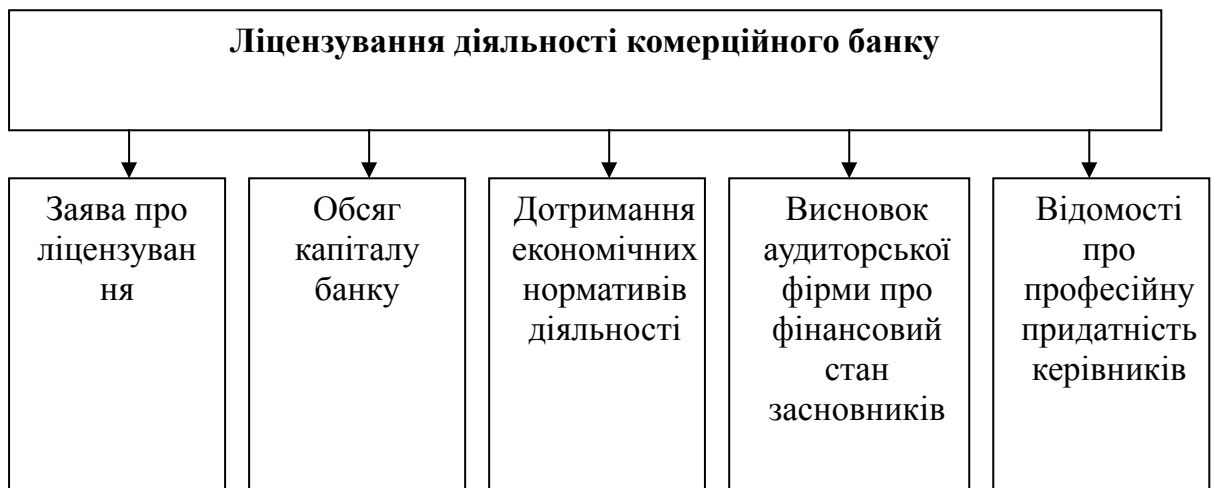 Ліцензування діяльності комерційного банку
Заява про
ліцензуван
ня
Обсяг
капіталу
банку
Дотримання
економічних
нормативів
діяльності
Висновок
аудиторської
фірми про
фінансовий
стан
засновників
Відомості
про
професійну
придатність
керівників